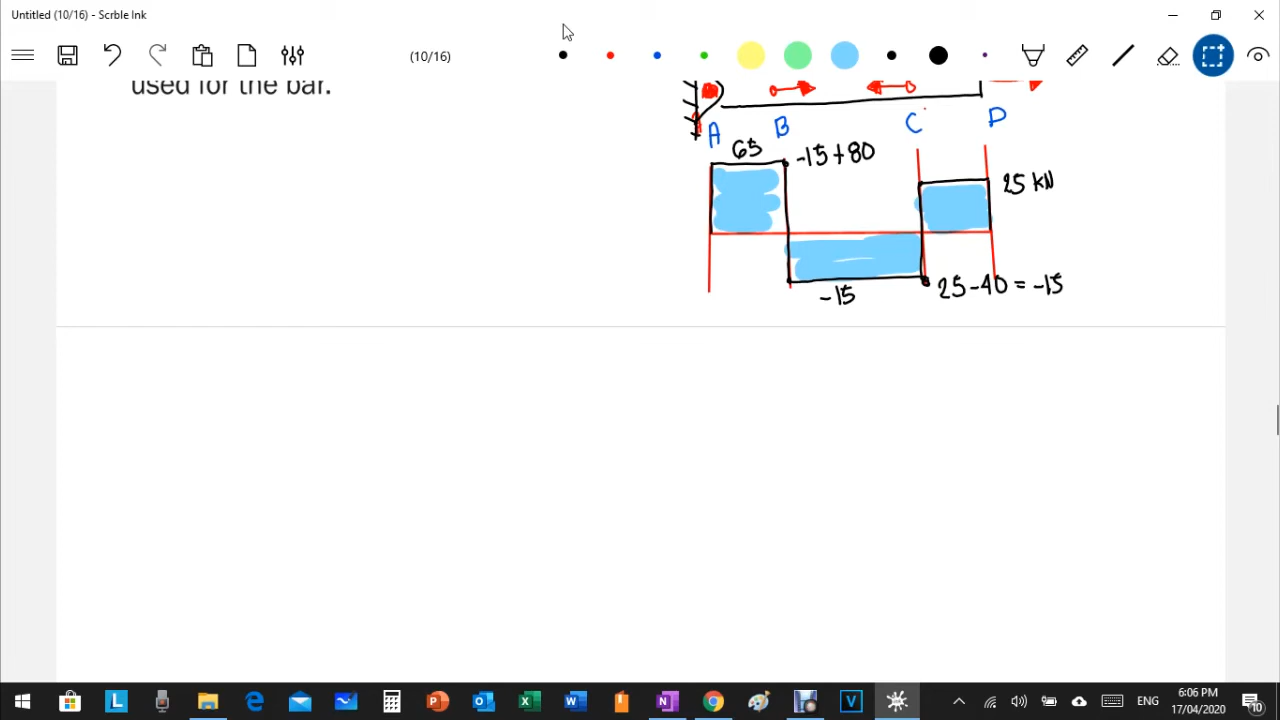 Untitled (10/16) - Scrble Ink
(10/16)
used for the bar.
A B C D
65 -15+80
25 kN
-15 25-40 = -15
ENG 6:06 PM
17/04/2020 10